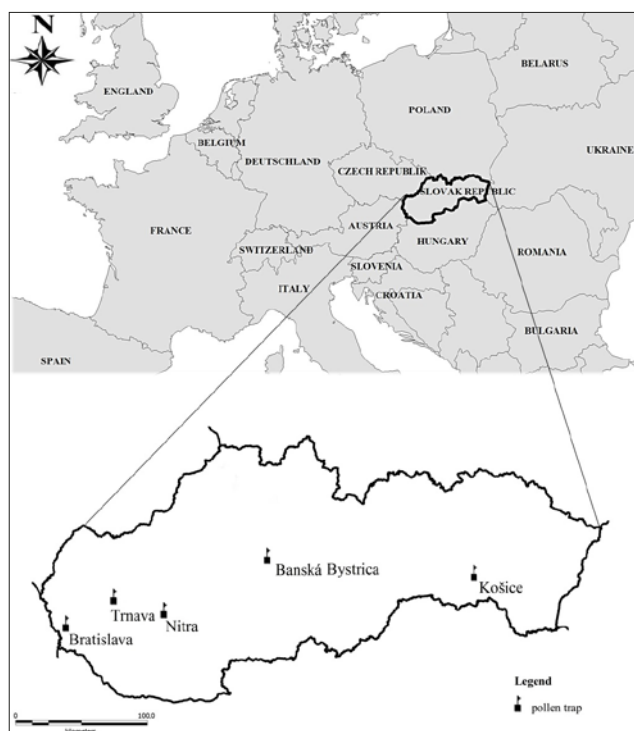 N
BELARUS
ENGLAND
POLAND
BELGIUM
UKRAINE
DEUTSCHLAND
CZECH REPUBLIK
SLOVAK REPUBLIC
FRANCE
AUSTRIA
SWITZERLAND
HUNGARY
ROMANIA
SLOVENIA
ITALY
CROATIA
BULGARIA
SPAIN
Banská Bystrica
Košice
Trnava
Nitra
Bratislava
Legend
pollen trap
0
100.0